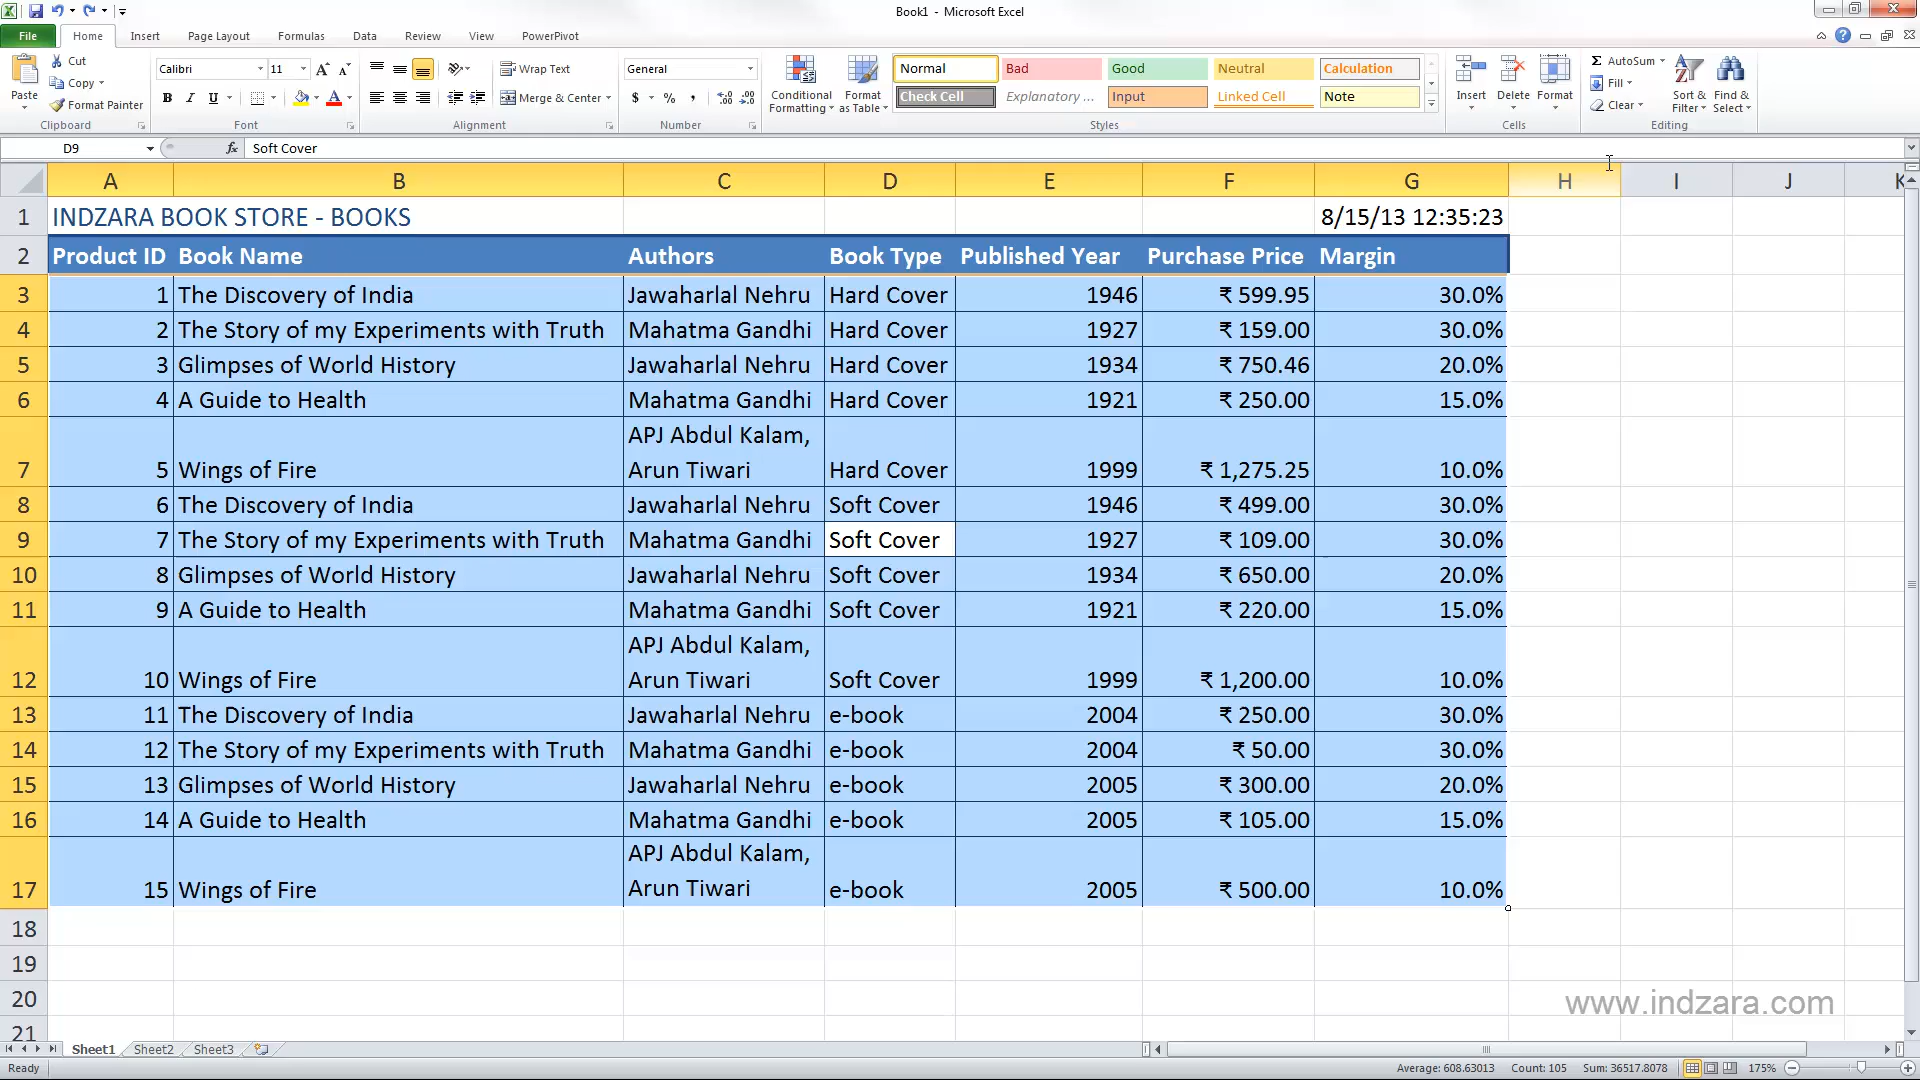 Book1 - Microsoft Excel
File Home Insert Page Layout Formulas Data Review View PowerPivot
Paste
Cut
Copy
Format Painter
Clipboard
Calibri 11
B I U
Font
Wrap Text
Merge & Center
Alignment
General
$ % ,
Number
Conditional Formatting
Format as Table
Normal Bad Good Neutral Calculation
Check Cell Explanatory ... Input Linked Cell Note
Styles
Insert Delete Format
Cells
Σ AutoSum
Fill
Clear
Sort & Filter
Find & Select
Editing
D9 fx Soft Cover
A B C D E F G H I J K
1 INDZARA BOOK STORE - BOOKS 8/15/13 12:35:23
2 Product ID Book Name Authors Book Type Published Year Purchase Price Margin
3 1 The Discovery of India Jawaharlal Nehru Hard Cover 1946 ₹ 599.95 30.0%
4 2 The Story of my Experiments with Truth Mahatma Gandhi Hard Cover 1927 ₹ 159.00 30.0%
5 3 Glimpses of World History Jawaharlal Nehru Hard Cover 1934 ₹ 750.46 20.0%
6 4 A Guide to Health Mahatma Gandhi Hard Cover 1921 ₹ 250.00 15.0%
APJ Abdul Kalam,
7 5 Wings of Fire Arun Tiwari Hard Cover 1999 ₹ 1,275.25 10.0%
8 6 The Discovery of India Jawaharlal Nehru Soft Cover 1946 ₹ 499.00 30.0%
9 7 The Story of my Experiments with Truth Mahatma Gandhi Soft Cover 1927 ₹ 109.00 30.0%
10 8 Glimpses of World History Jawaharlal Nehru Soft Cover 1934 ₹ 650.00 20.0%
11 9 A Guide to Health Mahatma Gandhi Soft Cover 1921 ₹ 220.00 15.0%
APJ Abdul Kalam,
12 10 Wings of Fire Arun Tiwari Soft Cover 1999 ₹ 1,200.00 10.0%
13 11 The Discovery of India Jawaharlal Nehru e-book 2004 ₹ 250.00 30.0%
14 12 The Story of my Experiments with Truth Mahatma Gandhi e-book 2004 ₹ 50.00 30.0%
15 13 Glimpses of World History Jawaharlal Nehru e-book 2005 ₹ 300.00 20.0%
16 14 A Guide to Health Mahatma Gandhi e-book 2005 ₹ 105.00 15.0%
APJ Abdul Kalam,
17 15 Wings of Fire Arun Tiwari e-book 2005 ₹ 500.00 10.0%
18
19
20
www.indzara.com
21
Sheet1 Sheet2 Sheet3
Ready Average: 608.63013 Count: 105 Sum: 36517.8078 175%